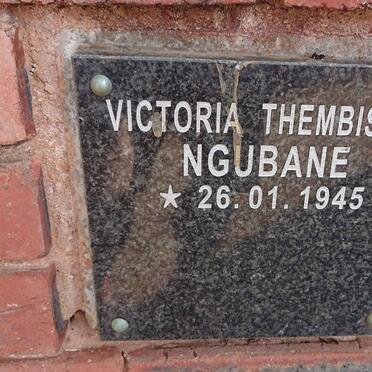 VICTORIA THEMBIS
NGUBANE
* 26.01.1945